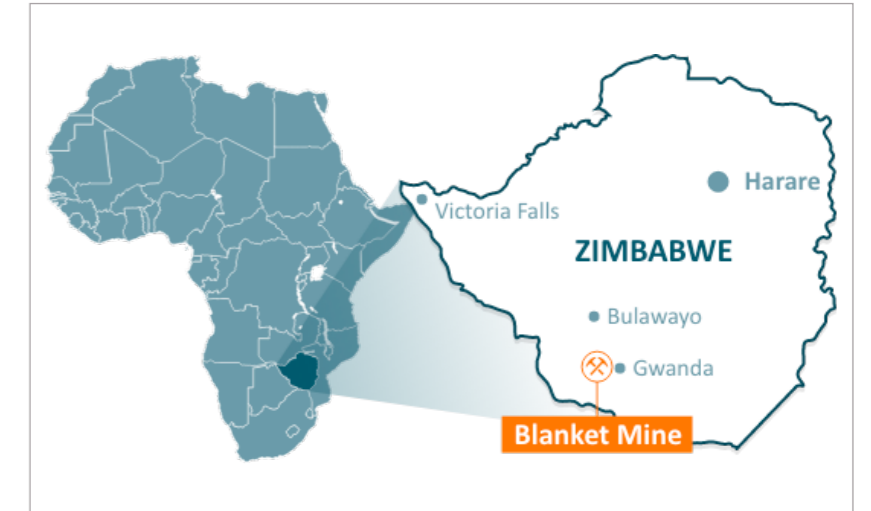 Harare
Victoria Falls
ZIMBABWE
Bulawayo
Gwanda
Blanket Mine